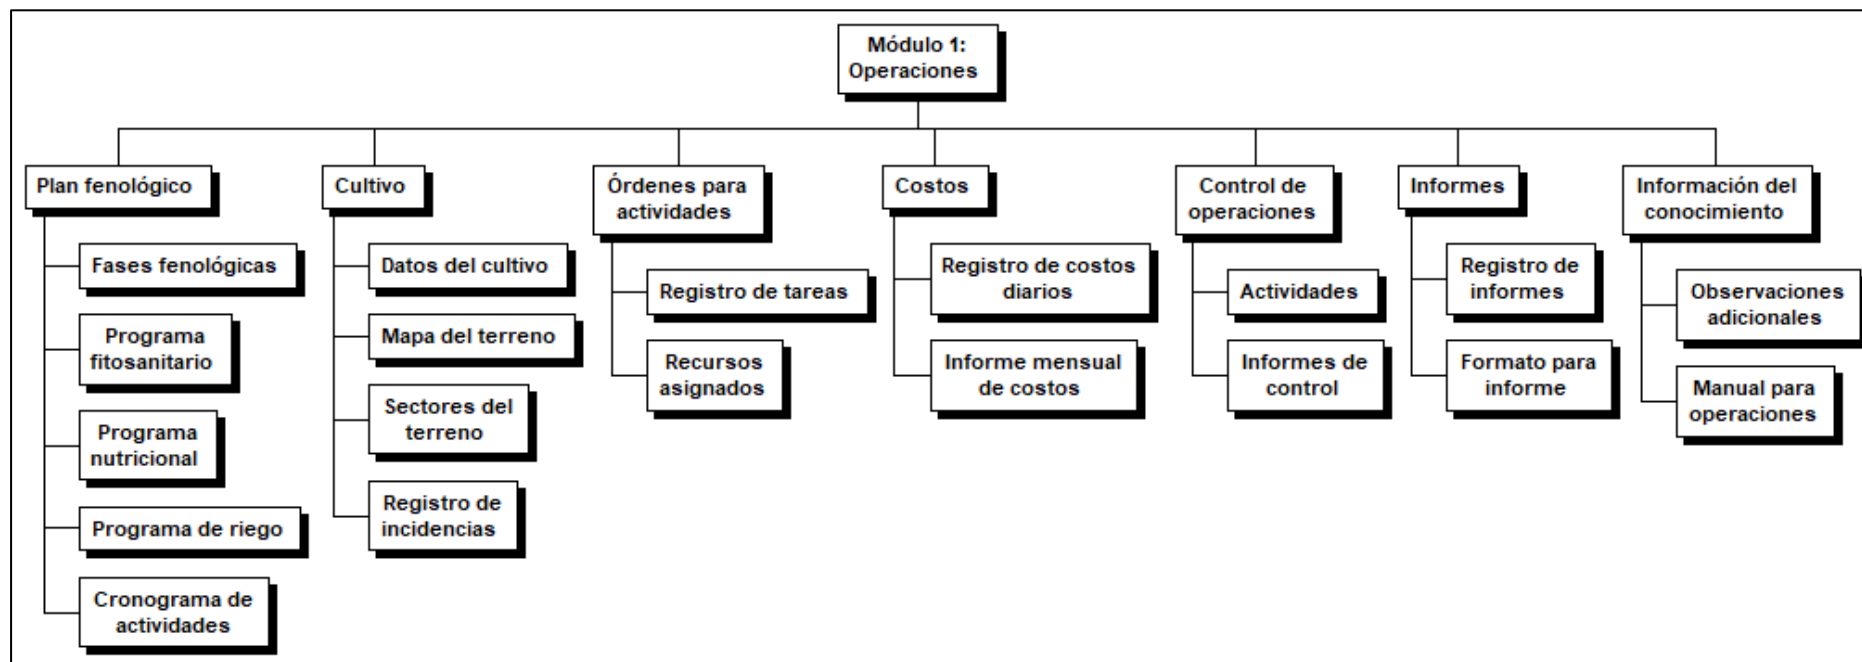 Módulo 1:
Operaciones
Plan fenológico
Fases fenológicas
Programa
fitosanitario
Programa
nutricional
Programa de riego
Cronograma de
actividades
Cultivo
Datos del cultivo
Mapa del terreno
Sectores del
terreno
Registro de
incidencias
Órdenes para
actividades
Registro de tareas
Recursos
asignados
Costos
Registro de costos
diarios
Informe mensual
de costos
Control de
operaciones
Actividades
Informes de
control
Informes
Registro de
informes
Formato para
informe
Información del
conocimiento
Observaciones
adicionales
Manual para
operaciones